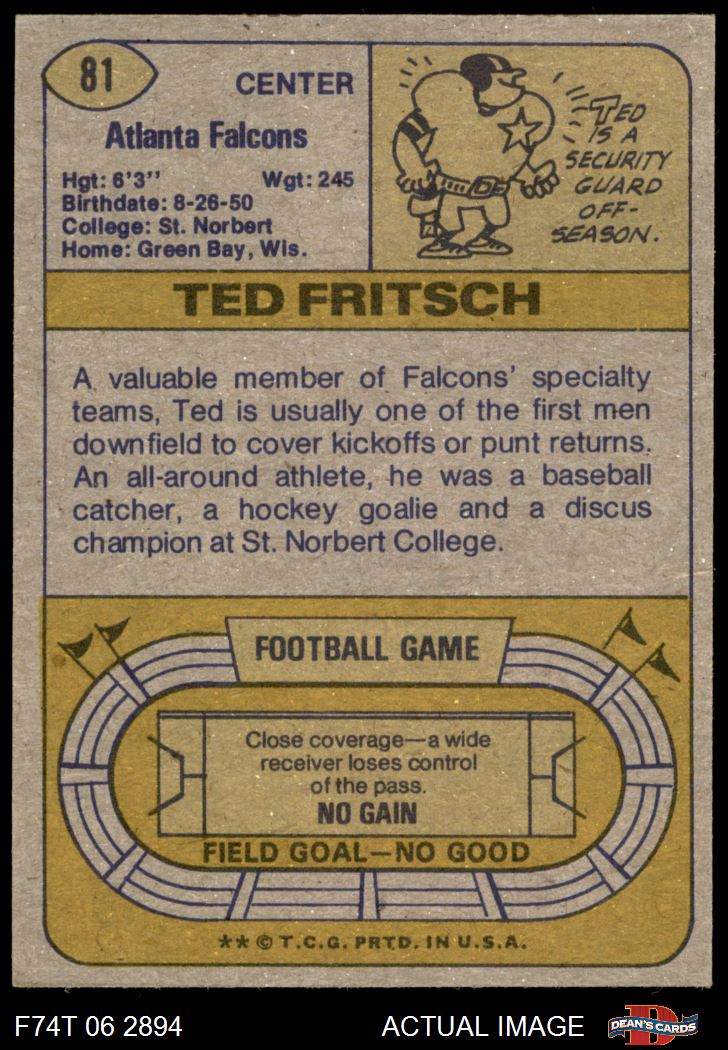 81
CENTER
Atlanta Falcons
Hgt: 6'3" Wgt: 245
Birthdate: 8-26-50
College: St. Norbert
Home: Green Bay, Wis.
TED
IS A
SECURITY
GUARD
OFF-
SEASON.
TED FRITSCH
A valuable member of Falcons' specialty
teams, Ted is usually one of the first men
downfield to cover kickoffs or punt returns.
An all-around athlete, he was a baseball
catcher, a hockey goalie and a discus
champion at St. Norbert College.
FOOTBALL GAME
Close coverage—a wide
receiver loses control
of the pass.
NO GAIN
FIELD GOAL—NO GOOD
** © T.C.G. PRTD. IN U.S.A.
F74T 06 2894 ACTUAL IMAGE
D
DEAN'S CARDS